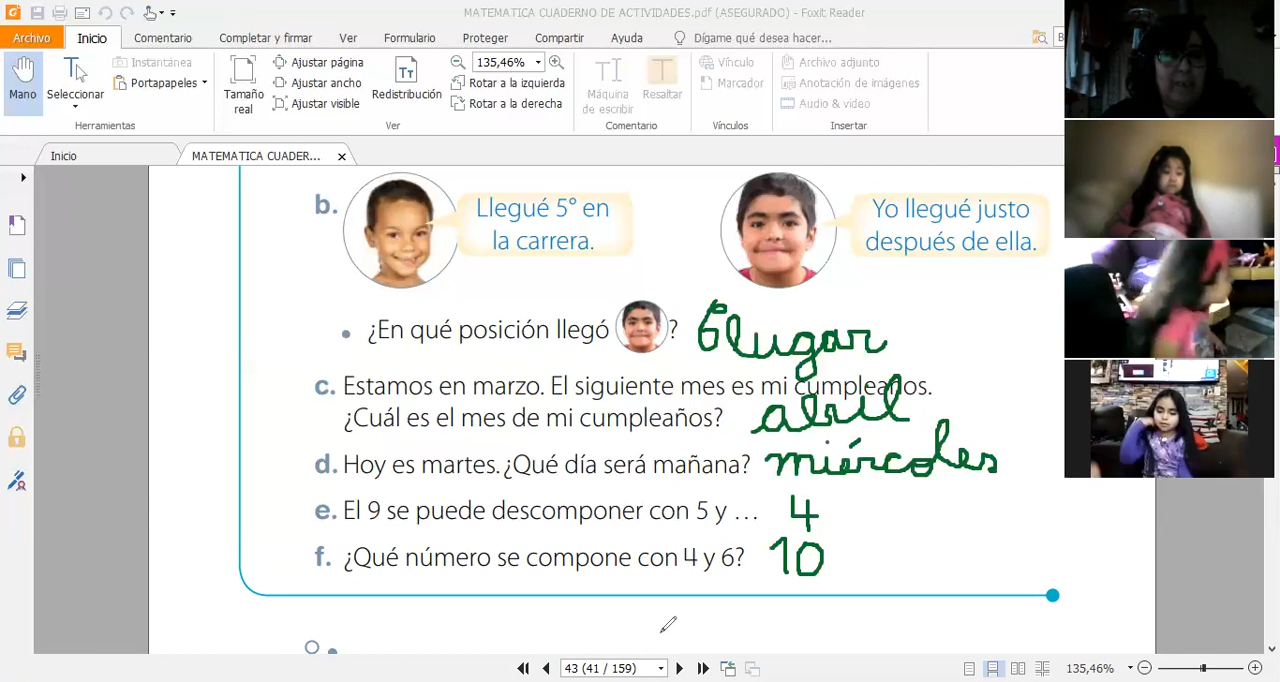 MATEMATICA CUADERNO DE ACTIVIDADES.pdf (ASEGURADO) - Foxit Reader
Archivo Inicio Comentario Completar y firmar Ver Formulario Proteger Compartir Ayuda Dígame qué desea hacer...
Mano
Seleccionar
Instantánea
Portapapeles
Herramientas
Tamaño real
Ajustar página
Ajustar ancho
Ajustar visible
Redistribución
135,46%
Rotar a la izquierda
Rotar a la derecha
Ver
Máquina de escribir
Resaltar
Comentario
Vínculo
Marcador
Vínculos
Archivo adjunto
Anotación de imágenes
Audio & video
Insertar
Inicio
MATEMATICA CUADER...
b.
Llegué 5° en
la carrera.
Yo llegué justo
después de ella.
• ¿En qué posición llegó ? 6 lugar
c. Estamos en marzo. El siguiente mes es mi cumpleaños.
¿Cuál es el mes de mi cumpleaños? abril
d. Hoy es martes. ¿Qué día será mañana? miércoles
e. El 9 se puede descomponer con 5 y ... 4
f. ¿Qué número se compone con 4 y 6? 10
43 (41 / 159)
135,46%